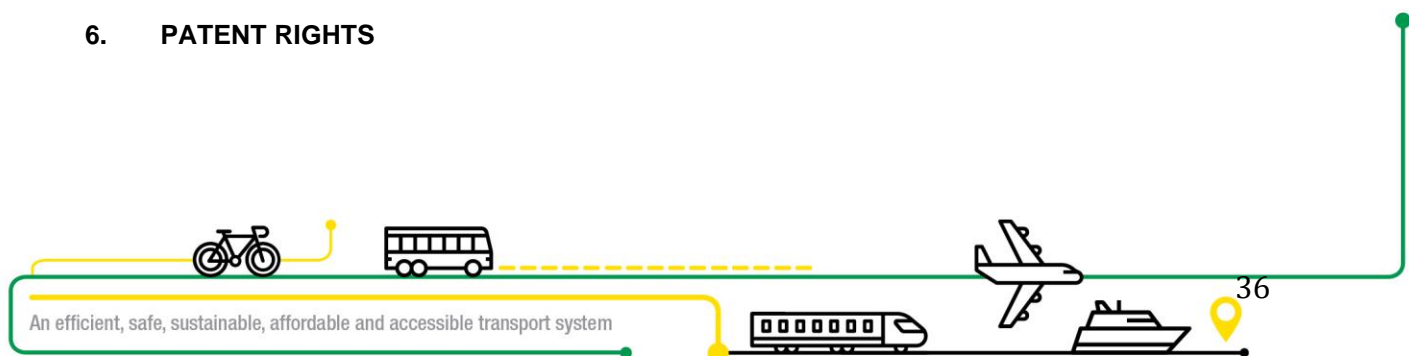 6. PATENT RIGHTS
36
An efficient, safe, sustainable, affordable and accessible transport system